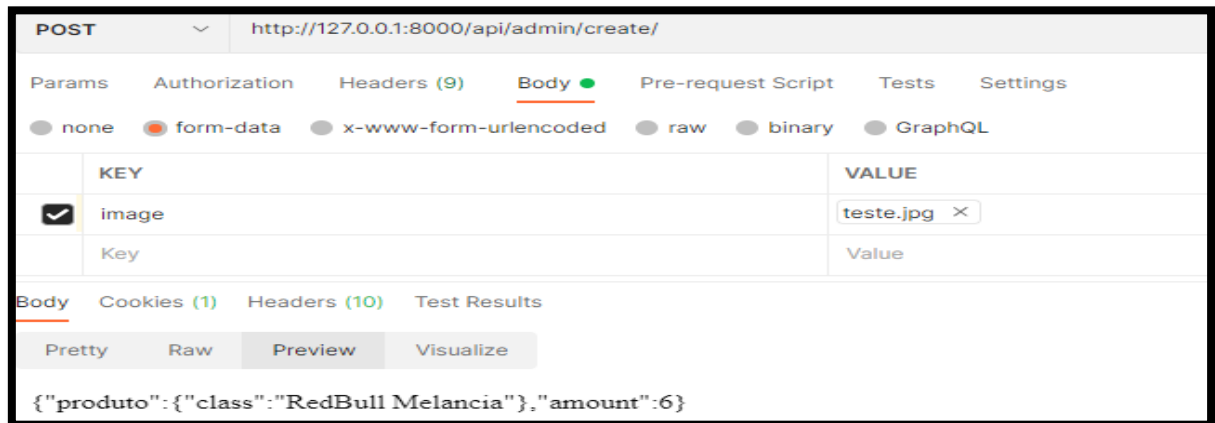 POST http://127.0.0.1:8000/api/admin/create/
Params Authorization Headers (9) Body Pre-request Script Tests Settings
none form-data x-www-form-urlencoded raw binary GraphQL
KEY VALUE
image teste.jpg
Key Value
Body Cookies (1) Headers (10) Test Results
Pretty Raw Preview Visualize
{"produto":{"class":"RedBull Melancia"},"amount":6}